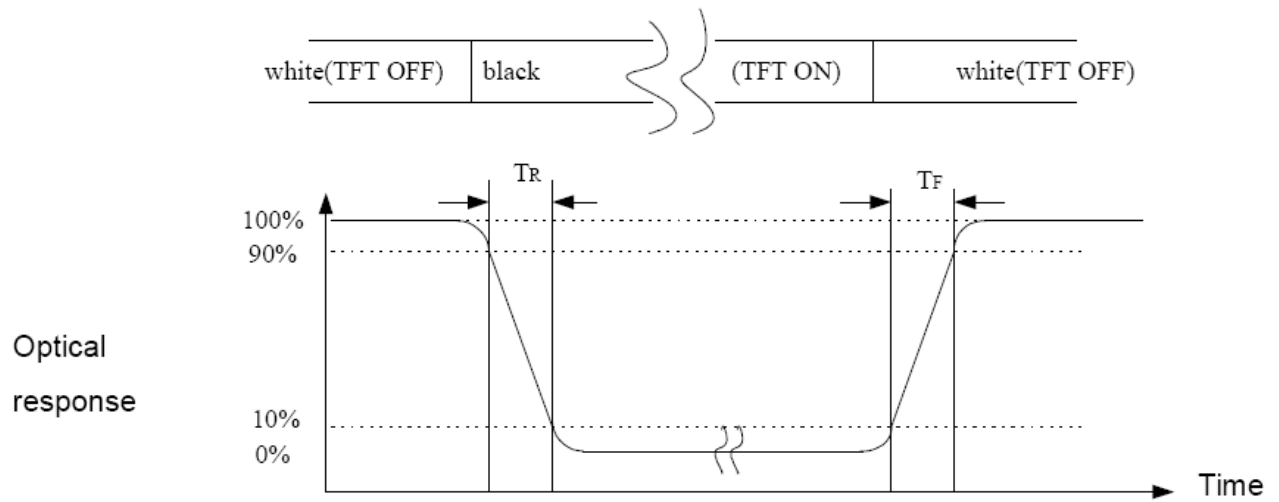 white(TFT OFF) black (TFT ON) white(TFT OFF)
TR TF
100%
90%
Optical
response
10%
0%
Time